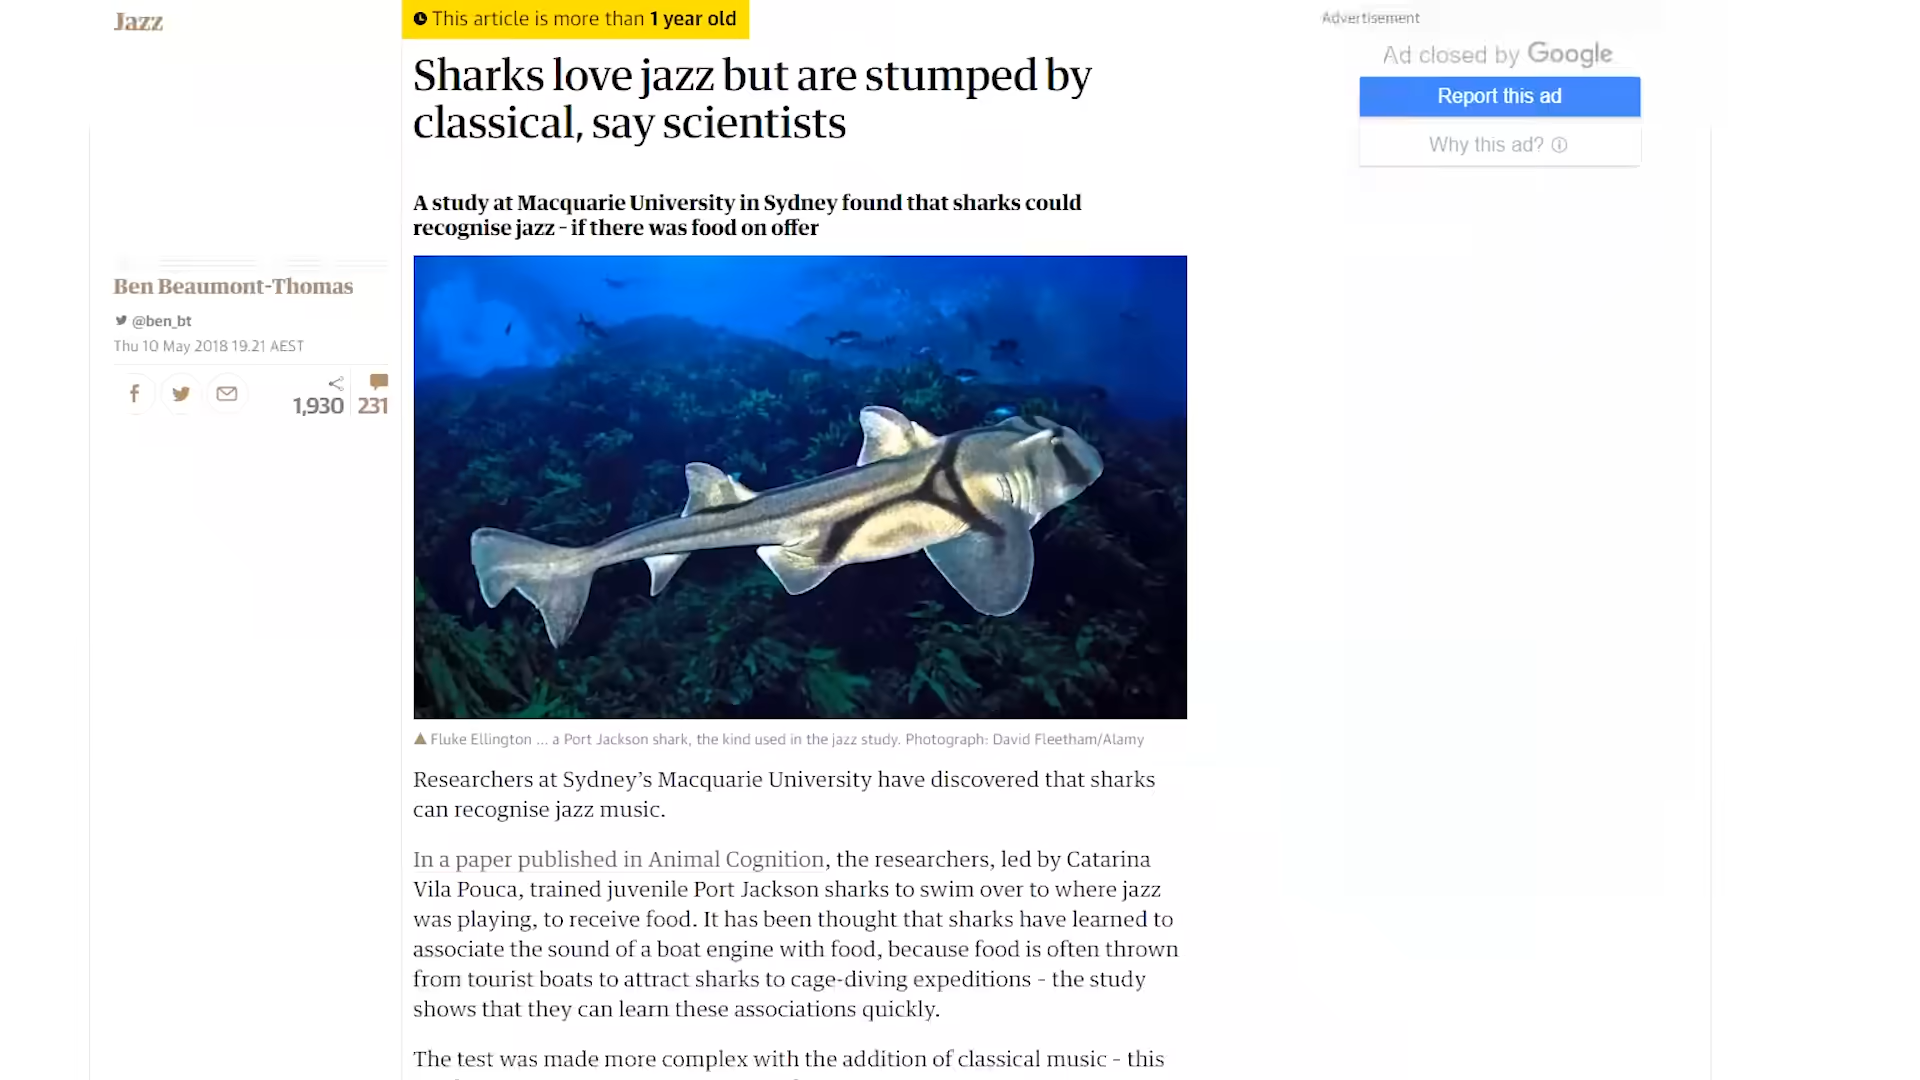 Jazz
This article is more than 1 year old
Sharks love jazz but are stumped by
classical, say scientists
A study at Macquarie University in Sydney found that sharks could
recognise jazz - if there was food on offer
Ben Beaumont-Thomas
@ben_bt
Thu 10 May 2018 19.21 AEST
1,930
231
Fluke Ellington ... a Port Jackson shark, the kind used in the jazz study. Photograph: David Fleetham/Alamy
Researchers at Sydney’s Macquarie University have discovered that sharks
can recognise jazz music.
In a paper published in Animal Cognition, the researchers, led by Catarina
Vila Pouca, trained juvenile Port Jackson sharks to swim over to where jazz
was playing, to receive food. It has been thought that sharks have learned to
associate the sound of a boat engine with food, because food is often thrown
from tourist boats to attract sharks to cage-diving expeditions - the study
shows that they can learn these associations quickly.
The test was made more complex with the addition of classical music - this
Advertisement
Ad closed by Google
Report this ad
Why this ad?